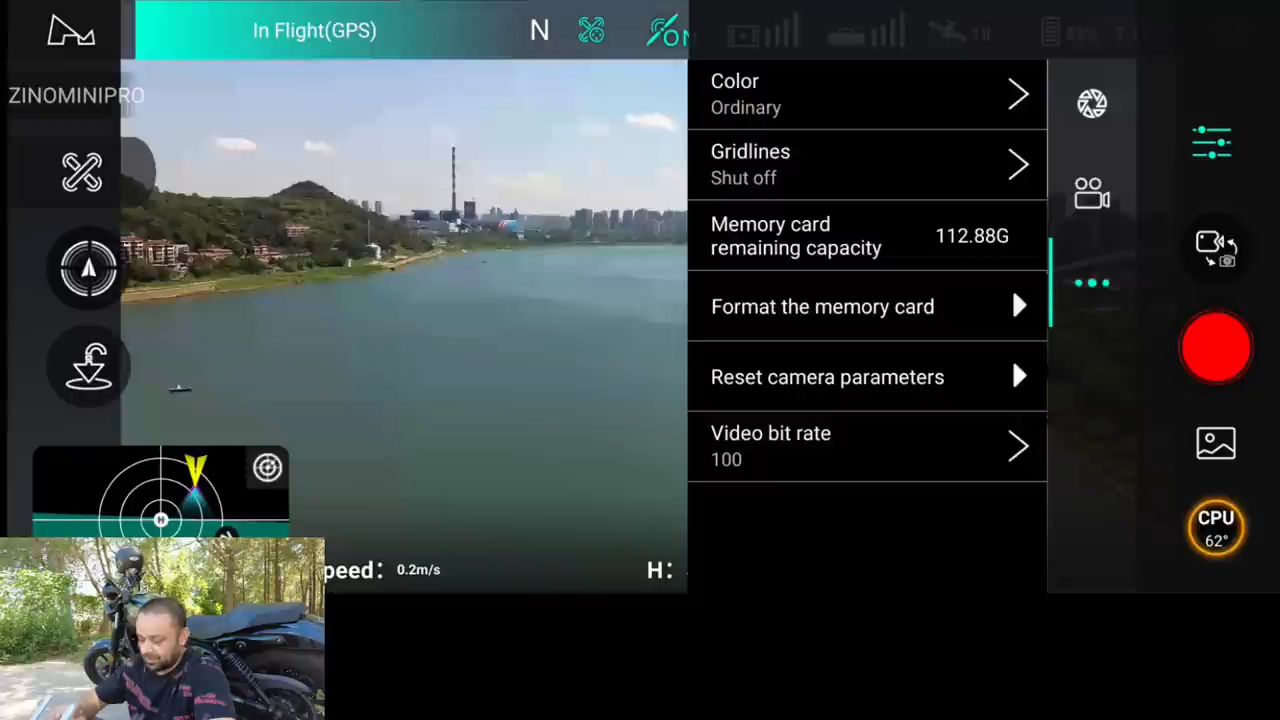 In Flight(GPS)
N
ON
ZINOMINIPRO
Color
Ordinary
Gridlines
Shut off
Memory card
remaining capacity
112.88G
Format the memory card
Reset camera parameters
Video bit rate
100
H
peed:
0.2m/s
H:
CPU
62°